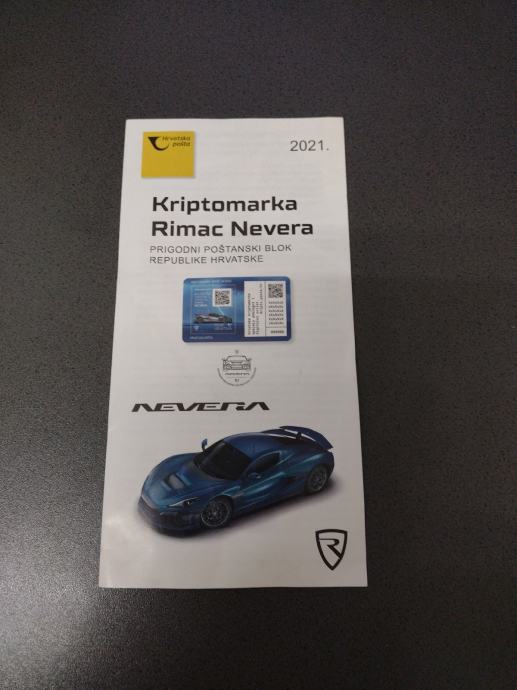 Hrvatska
pošta
2021.
Kriptomarka
Rimac Nevera
PRIGODNI POŠTANSKI BLOK
REPUBLIKE HRVATSKE
NEVERA
R